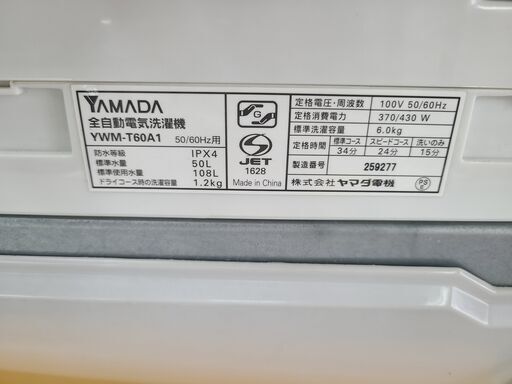 YAMADA
全自動電気洗濯機
YWM-T60A1 50/60Hz用
防水等級 IPX4
標準水量 50L
標準使用水量 108L
ドライコース時の洗濯容量 1.2kg
G
JET
1628
Made in China
定格電圧・周波数 100V 50/60Hz
定格消費電力 370/430 W
標準洗濯容量 6.0kg
定格時間 標準コース スピードコース 洗いのみ
34分 24分 15分
製造番号 259277
株式会社 ヤマダ電機
PS
E